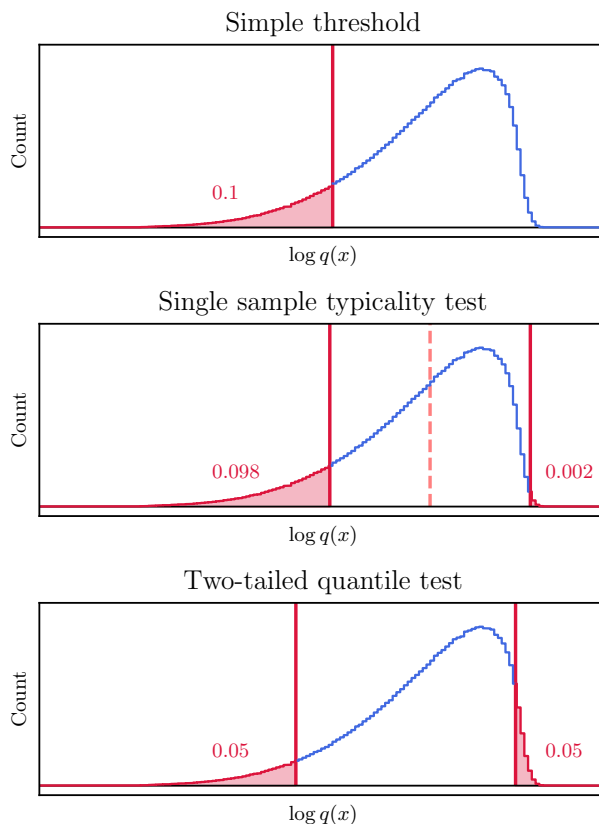 Simple threshold
Count
0.1
log q(x)
Single sample typicality test
Count
0.098
0.002
log q(x)
Two-tailed quantile test
Count
0.05
0.05
log q(x)